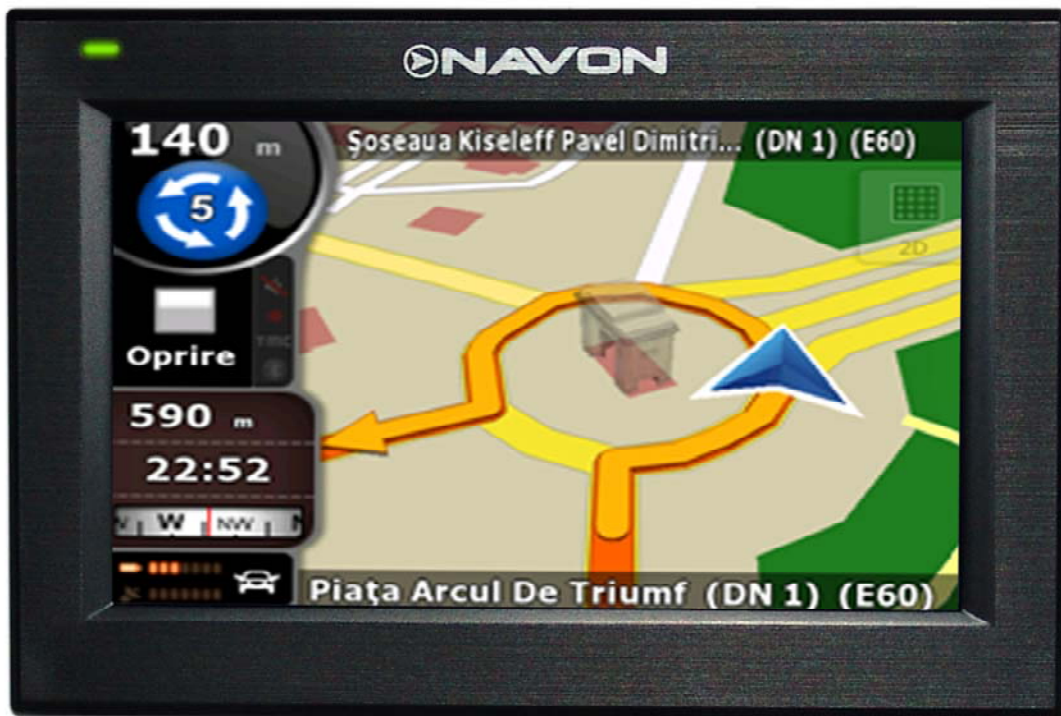 NAVON
140 m
Şoseaua Kiseleff Pavel Dimitri... (DN 1) (E60)
5
2D
Oprire
TMC
590 m
22:52
W NW N
Piaţa Arcul De Triumf (DN 1) (E60)